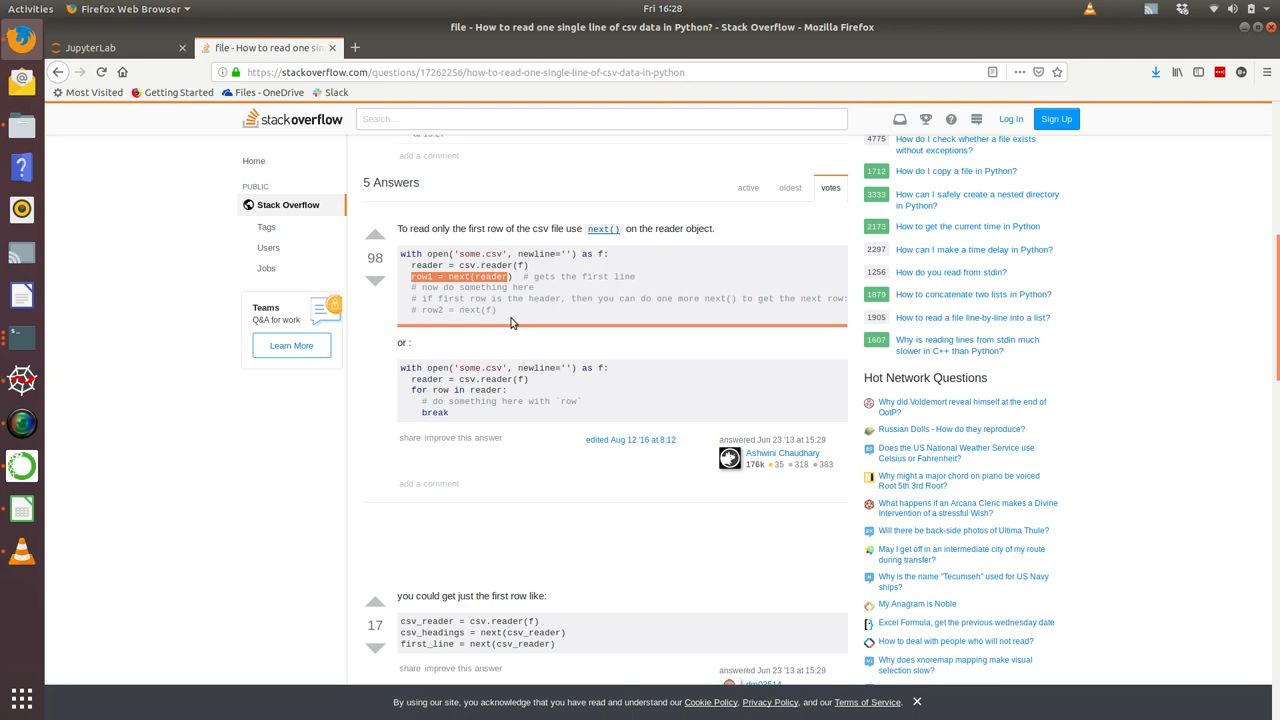 Fri 16:28
file - How to read one single line of csv data in Python? - Stack Overflow - Mozilla Firefox
JupyterLab
file - How to read one sin
https://stackoverflow.com/questions/17262256/how-to-read-one-single-line-of-csv-data-in-python
Most Visited
Getting Started
Files - OneDrive
Slack
stackoverflow
Search...
Log In
Sign Up
Home
PUBLIC
Stack Overflow
Tags
Users
Jobs
Teams
Q&A for work
Learn More
add a comment
5 Answers
active
oldest
votes
98
To read only the first row of the csv file use next() on the reader object.
with open('some.csv', newline='') as f:
reader = csv.reader(f)
row1 = next(reader) # gets the first line
# now do something here
# if first row is the header, then you can do one more next() to get the next row:
# row2 = next(f)
or :
with open('some.csv', newline='') as f:
reader = csv.reader(f)
for row in reader:
# do something here with `row`
break
share improve this answer
edited Aug 12 '16 at 8:12
answered Jun 23 '13 at 15:29
Ashwini Chaudhary
176k 35 318 383
add a comment
17
you could get just the first row like:
csv_reader = csv.reader(f)
csv_headings = next(csv_reader)
first_line = next(csv_reader)
share improve this answer
answered Jun 23 '13 at 15:29
4775 How do I check whether a file exists
without exceptions?
1712 How do I copy a file in Python?
3333 How can I safely create a nested directory
in Python?
2173 How to get the current time in Python
2297 How can I make a time delay in Python?
1256 How do you read from stdin?
1879 How to concatenate two lists in Python?
1905 How to read a file line-by-line into a list?
1607 Why is reading lines from stdin much
slower in C++ than Python?
Hot Network Questions
Why did Voldemort reveal himself at the end of
OotP?
Russian Dolls - How do they reproduce?
Does the US National Weather Service use
Celsius or Fahrenheit?
Why might a major chord on piano be voiced
Root 5th 3rd Root?
What happens if an Arcana Cleric makes a Divine
Intervention of a stressful Wish?
Will there be back-side photos of Ultima Thule?
May I get off in an intermediate city of my route
during transfer?
Why is the name "Tecumseh" used for US Navy
ships?
My Anagram is Noble
Excel Formula, get the previous wednesday date
How to deal with people who will not read?
Why does xnoremap mapping make visual
selection slow?
By using our site, you acknowledge that you have read and understand our Cookie Policy, Privacy Policy, and our Terms of Service.